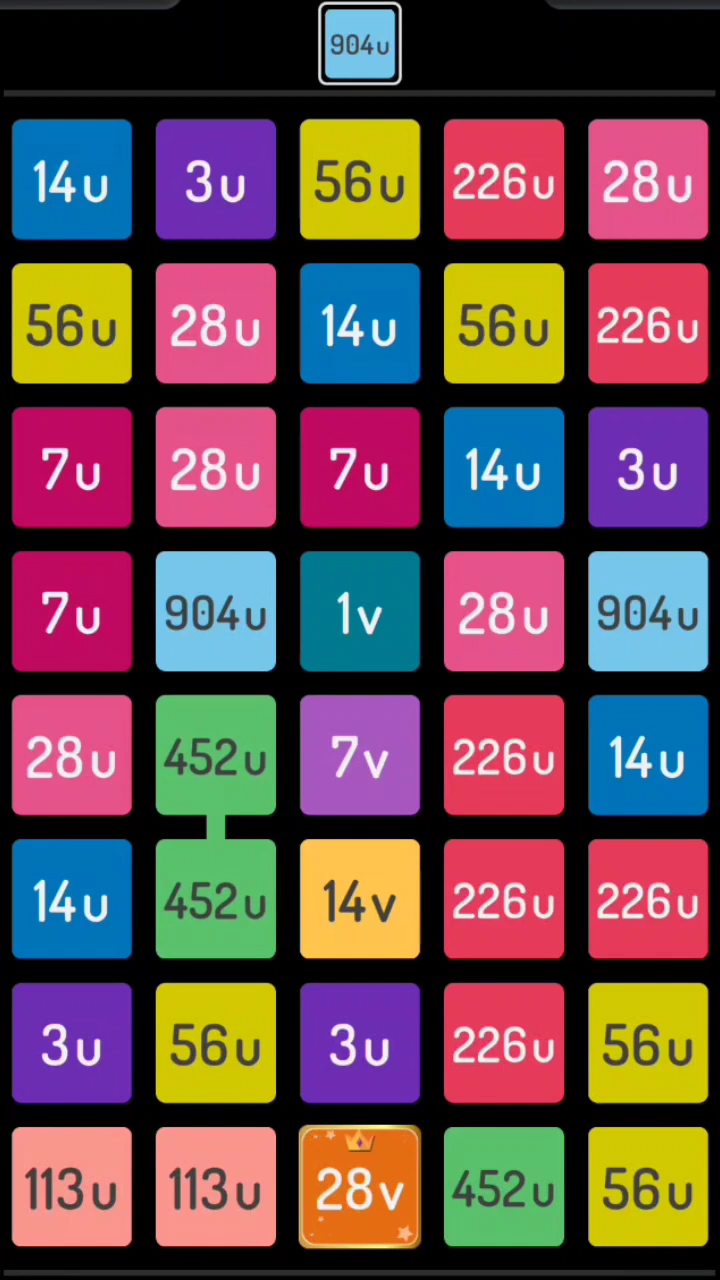 904u
14u 3u 56u 226u 28u
56u 28u 14u 56u 226u
7u 28u 7u 14u 3u
7u 904u 1v 28u 904u
28u 452u 7v 226u 14u
14u 452u 14v 226u 226u
3u 56u 3u 226u 56u
113u 113u 28v 452u 56u